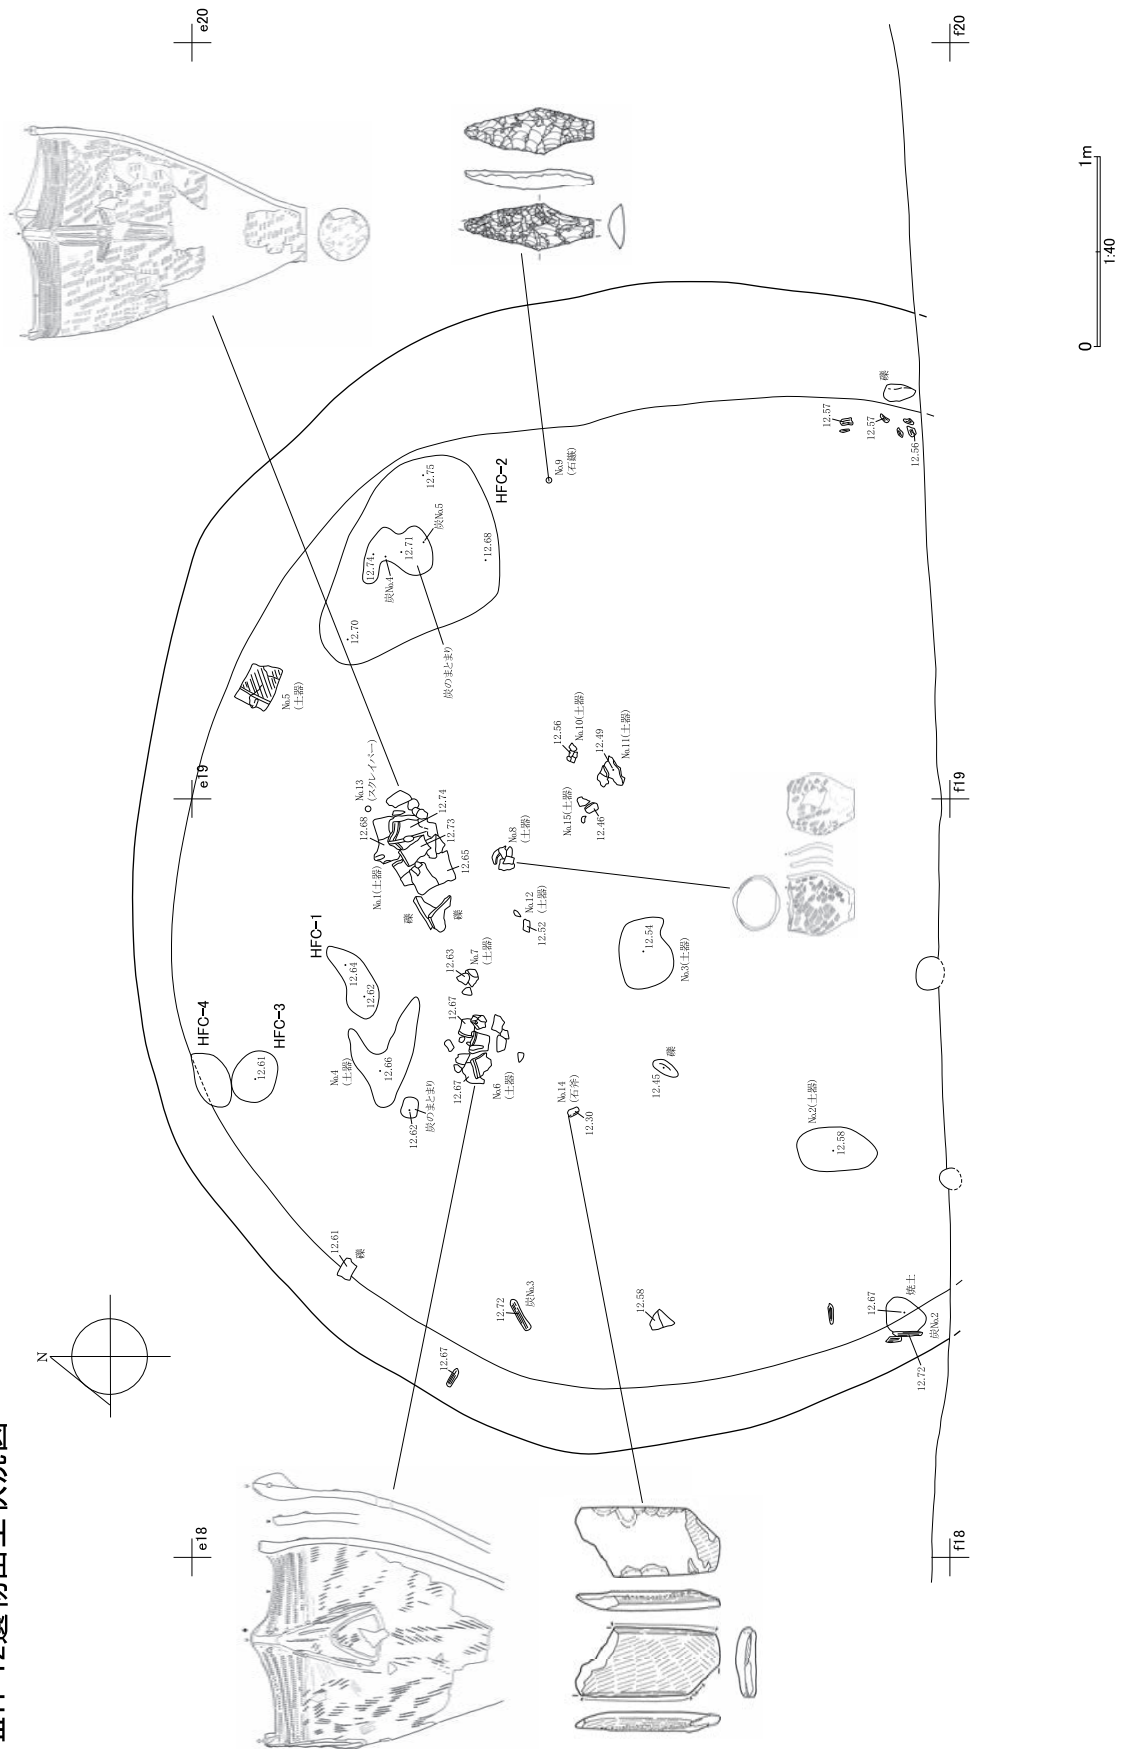 e20
f20
1m
1:40
0
礫
12.57
12.57
12.56
No.9
(石鏃)
HFC-2
12.75
炭No.5
12.71
12.74
炭No.4
12.68
12.70
炭のまとまり
No.5
(土器)
e19
f19
No.13
(スクレイパー)
12.68
12.74
12.73
12.65
No.1(土器)
礫
礫
12.56
No.10(土器)
12.49
No.11(土器)
No.15(土器)
12.46
No.8
(土器)
No.12
(土器)
12.52
12.54
No.3(土器)
HFC-1
12.64
12.62
12.63
No.7
(土器)
HFC-4
HFC-3
12.61
No.4
(土器)
12.66
12.67
12.67
No.6
(土器)
12.62
炭のまとまり
礫
12.45
No.14
(石斧)
12.30
No.2(土器)
12.58
12.61
礫
12.72
炭No.3
12.58
12.67
焼土
炭No.2
12.72
12.67
N
e18
f18